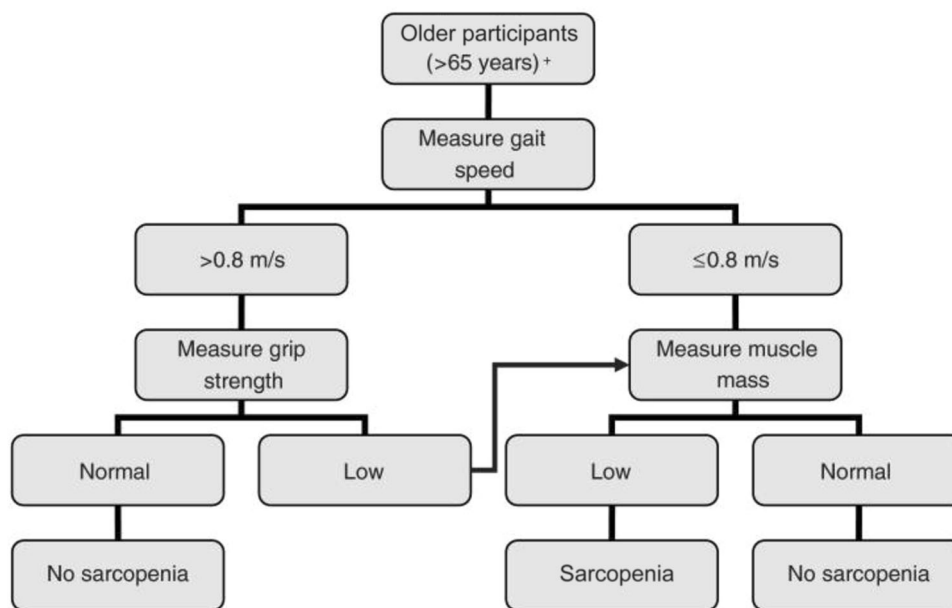 Older participants
(>65 years) +
Measure gait
speed
>0.8 m/s
≤0.8 m/s
Measure grip
strength
Measure muscle
mass
Normal
Low
Low
Normal
No sarcopenia
Sarcopenia
No sarcopenia